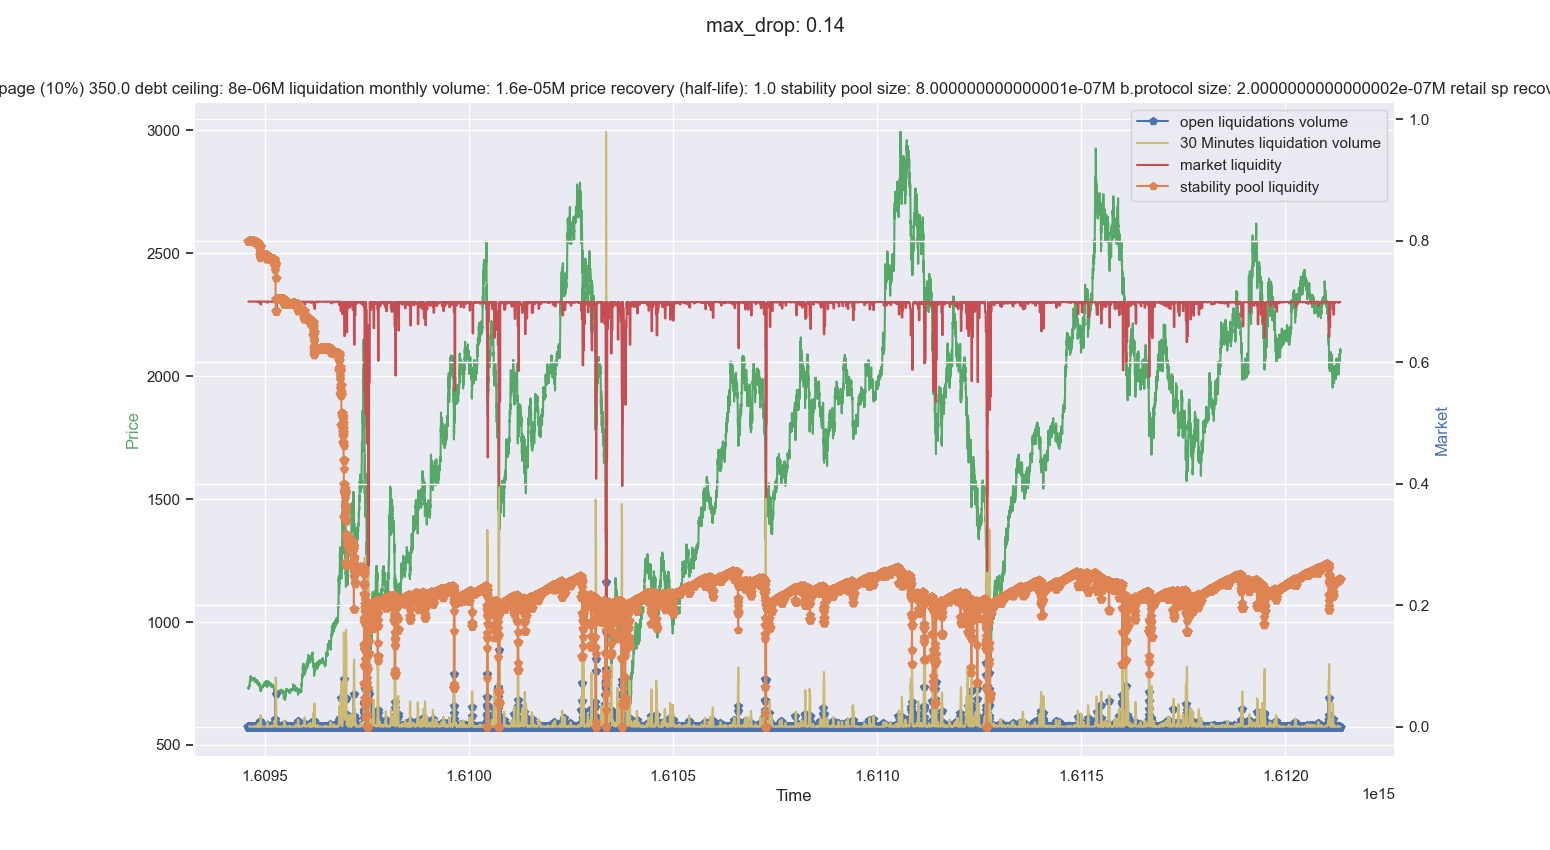 max_drop: 0.14
page (10%) 350.0 debt ceiling: 8e-06M liquidation monthly volume: 1.6e-05M price recovery (half-life): 1.0 stability pool size: 8.000000000000001e-07M b.protocol size: 2.0000000000000002e-07M retail sp recov
open liquidations volume
30 Minutes liquidation volume
market liquidity
stability pool liquidity
3000
2500
2000
1500
1000
500
Price
1.0
0.8
0.6
0.4
0.2
0.0
Market
1.6095 1.6100 1.6105 1.6110 1.6115 1.6120
Time
1e15